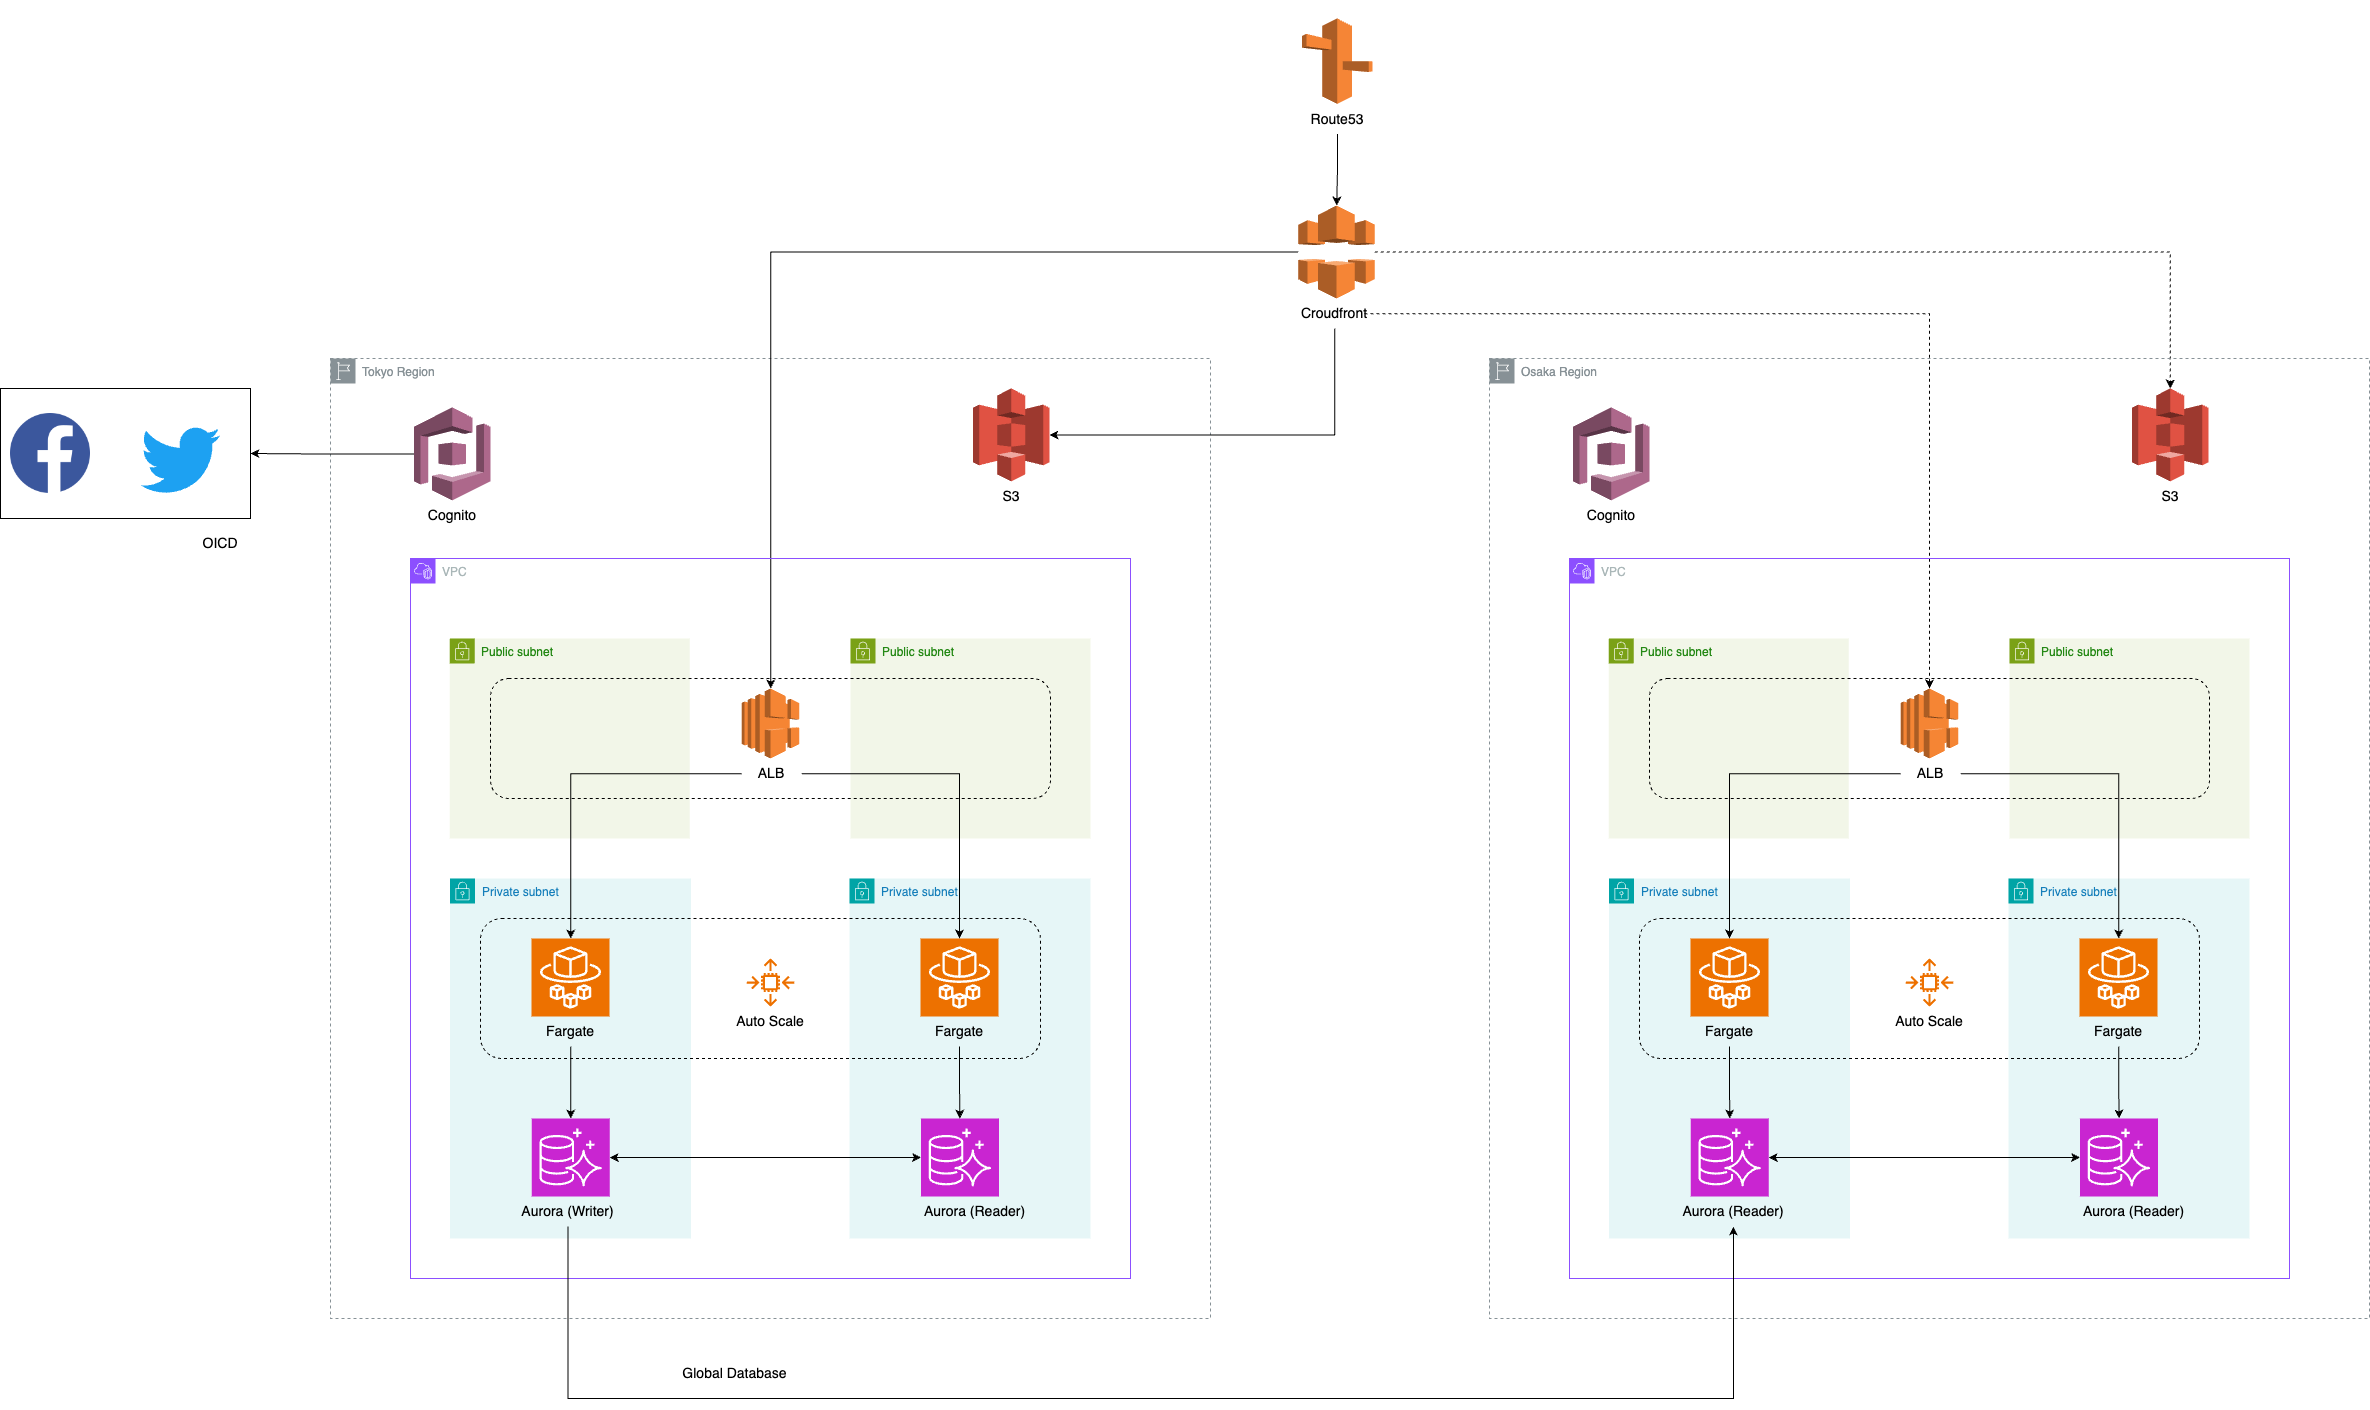 Route53
Croudfront
Tokyo Region
Osaka Region
Cognito
S3
Cognito
S3
OICD
VPC
VPC
Public subnet
Public subnet
Public subnet
Public subnet
ALB
ALB
Private subnet
Private subnet
Private subnet
Private subnet
Fargate
Auto Scale
Fargate
Fargate
Auto Scale
Fargate
Aurora (Writer)
Aurora (Reader)
Aurora (Reader)
Aurora (Reader)
Global Database